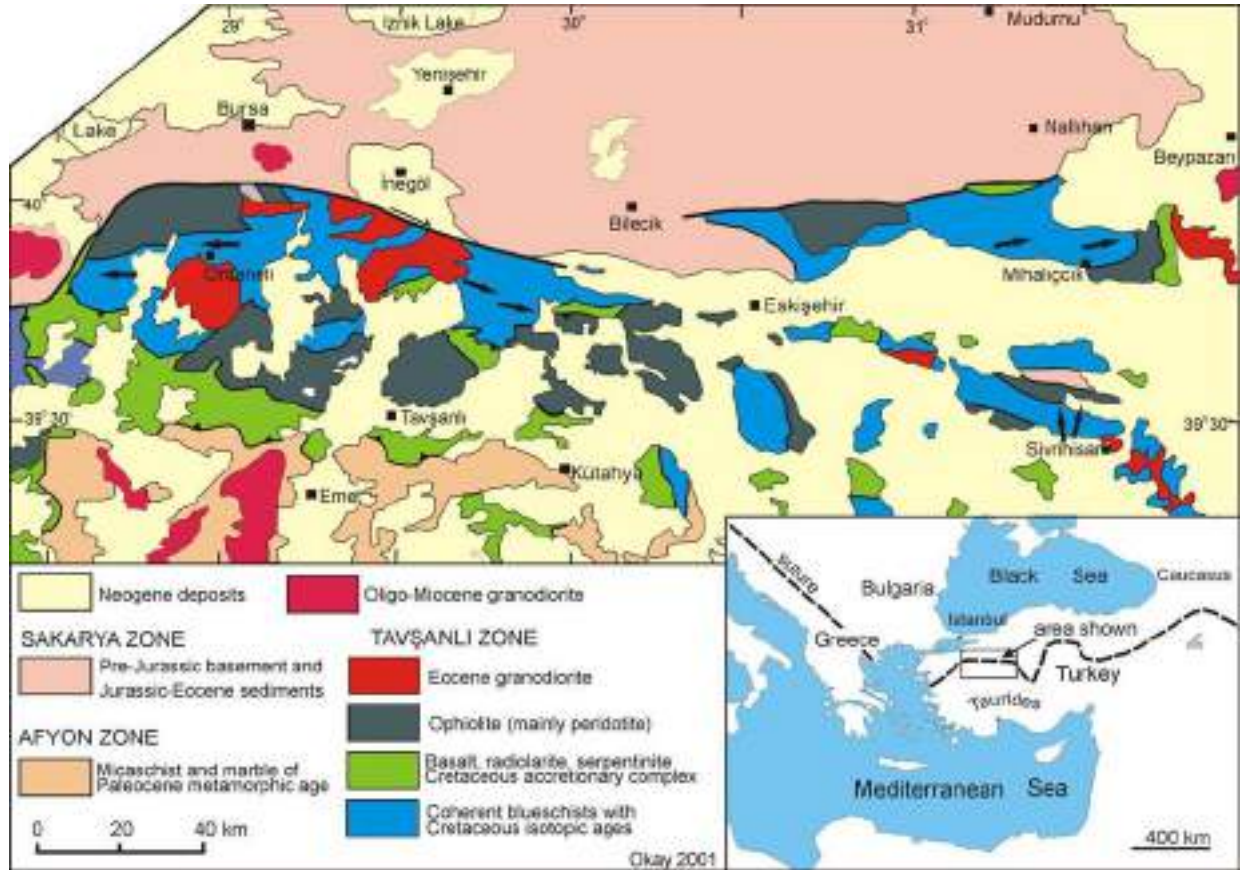 29
Iznik Lake
30
31
Mudurnu
Yenişehir
Bursa
Lake
Nallıhan
Beypazarı
İnegöl
40
Bilecik
Orhaneli
Mihalıççık
Eskişehir
39° 30'
Tavşanlı
39° 30'
Sivrihisar
Kütahya
Emet
Neogene deposits
Oligo-Miocene granodiorite
SAKARYA ZONE
Pre-Jurassic basement and
Jurassic-Eocene sediments
AFYON ZONE
Micaschist and marble of
Paleocene metamorphic age
0 20 40 km
TAVŞANLI ZONE
Eocene granodiorite
Ophiolite (mainly peridotite)
Basalt, radiolarite, serpentinite
Cretaceous accretionary complex
Coherent blueschists with
Cretaceous isotopic ages
Okay 2001
suture
Bulgaria
Black Sea
Caucasus
Istanbul
Greece
area shown
Turkey
Taurides
Mediterranean Sea
400 km